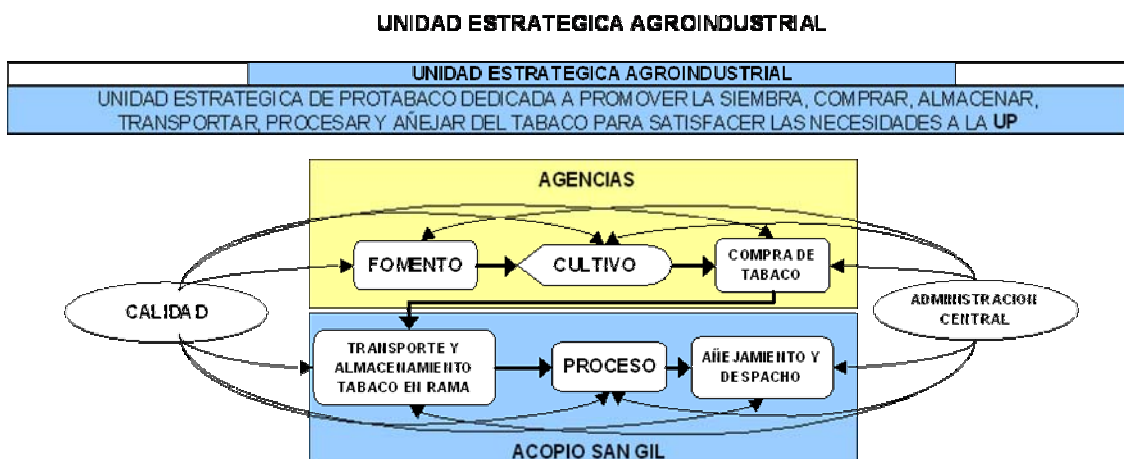 UNIDAD ESTRATEGICA AGROINDUSTRIAL
UNIDAD ESTRATEGICA AGROINDUSTRIAL
UNIDAD ESTRATEGICA DE PROTABACO DEDICADA A PROMOVER LA SIEMBRA, COMPRAR, ALMACENAR,
TRANSPORTAR, PROCESAR Y AÑEJAR DEL TABACO PARA SATISFACER LAS NECESIDADES A LA UP
AGENCIAS
FOMENTO
CULTIVO
COMPRA DE
TABACO
CALIDAD
ADMINISTRACION
CENTRAL
TRANSPORTE Y
ALMACENAMIENTO
TABACO EN RAMA
PROCESO
AÑEJAMIENTO Y
DESPACHO
ACOPIO SAN GIL